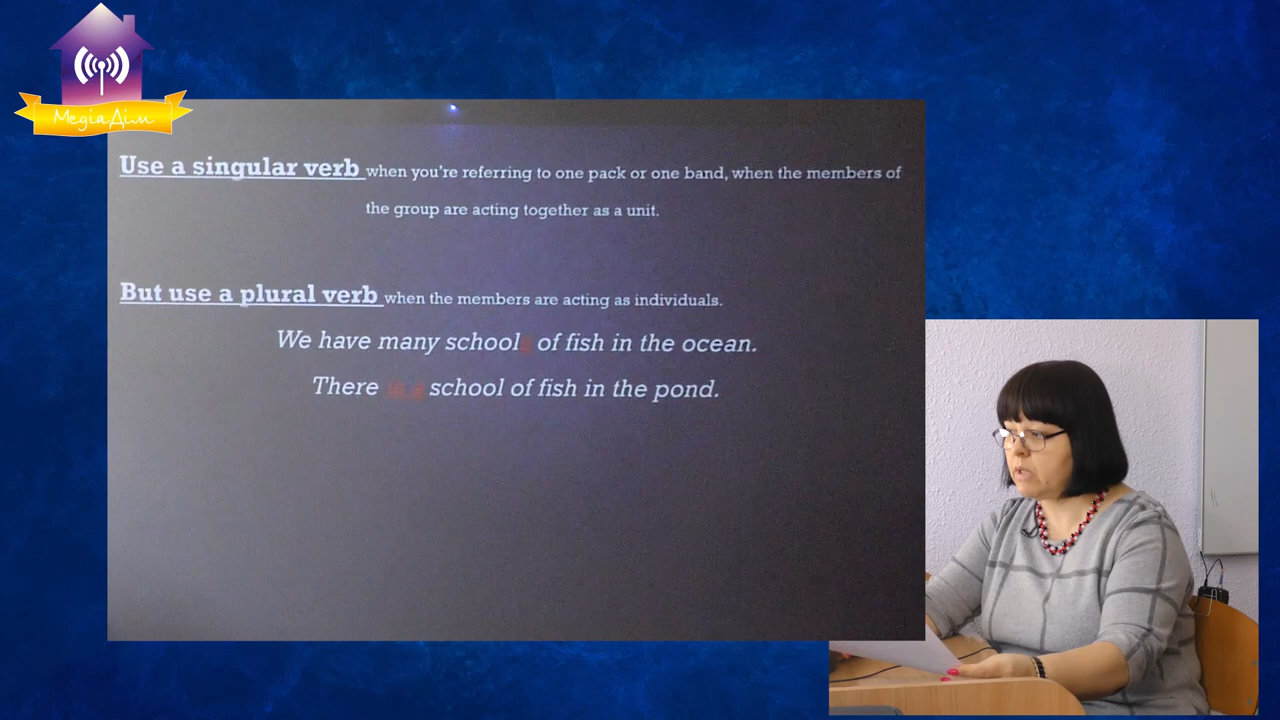 МедіаДім
Use a singular verb when you're referring to one pack or one band, when the members of
the group are acting together as a unit.
But use a plural verb when the members are acting as individuals.
We have many schools of fish in the ocean.
There is a school of fish in the pond.